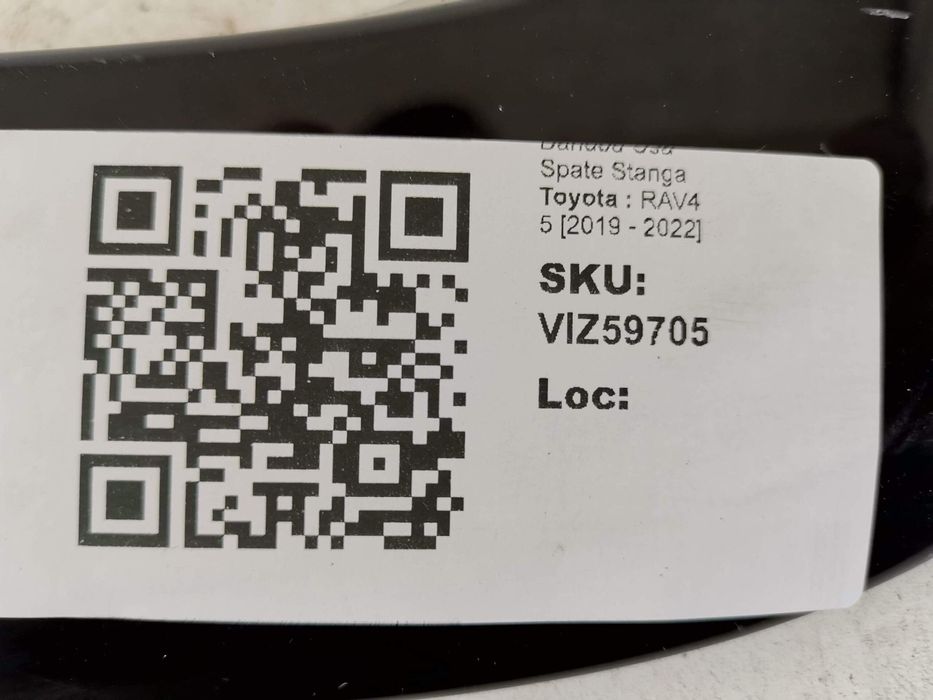 Spate Stanga
Toyota : RAV4
5 [2019 - 2022]
SKU:
VIZ59705
Loc: